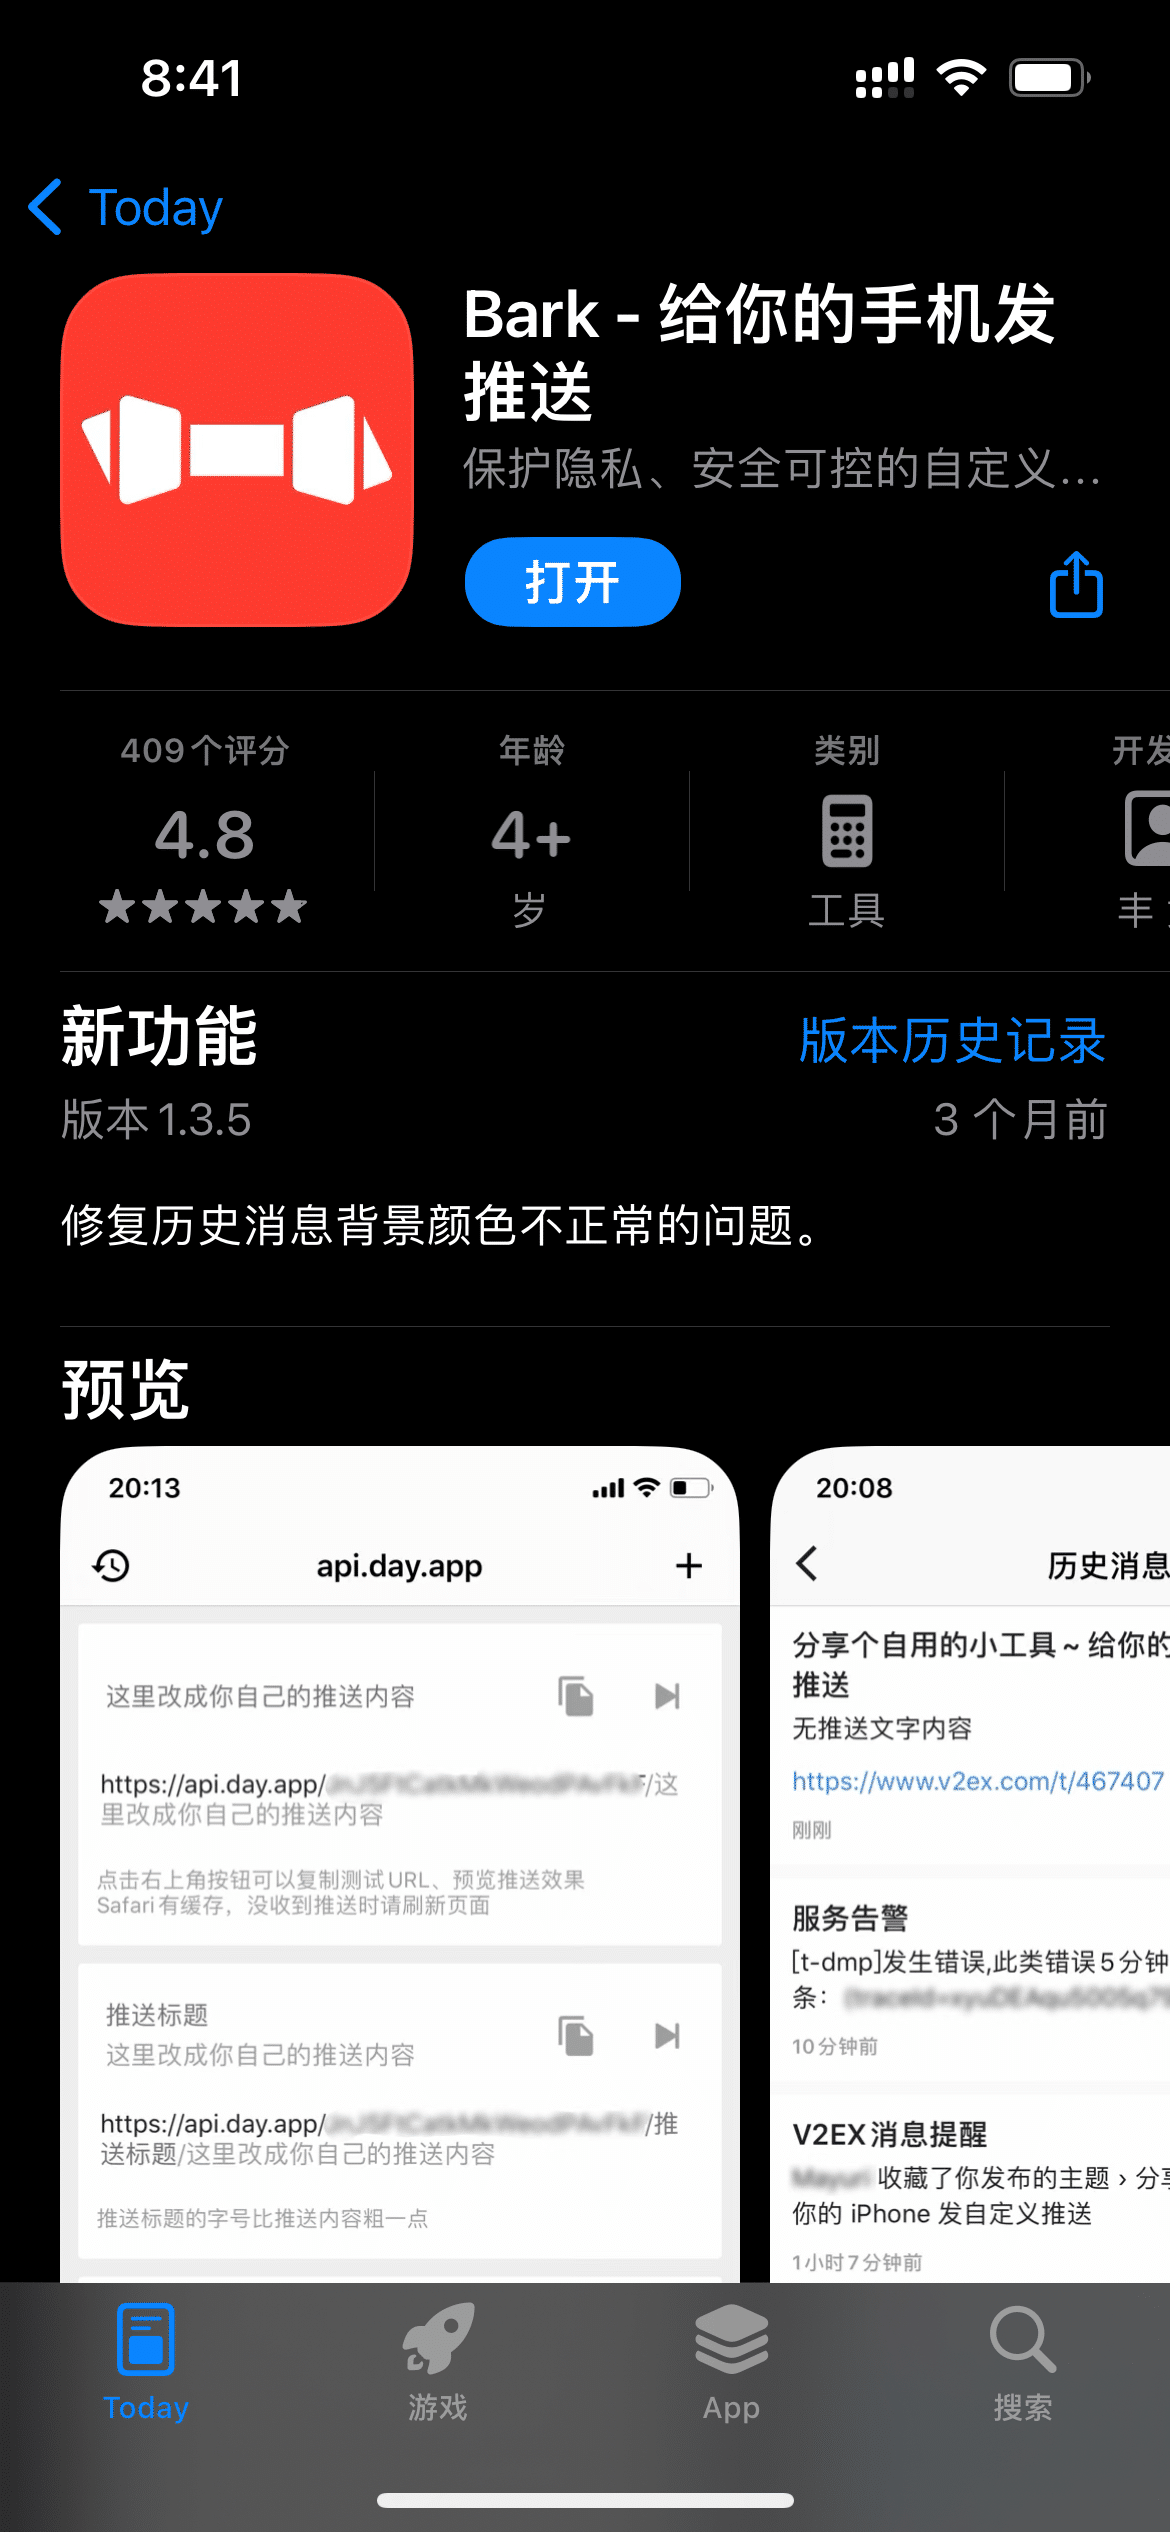 8:41
Today
Bark - 给你的手机发
推送
保护隐私、安全可控的自定义...
打开
409个评分
年龄
类别
开发
4.8
4+
岁
工具
丰
新功能
版本历史记录
版本 1.3.5
3 个月前
修复历史消息背景颜色不正常的问题。
预览
20:13
api.day.app
这里改成你自己的推送内容
https://api.day.app/
/这
里改成你自己的推送内容
点击右上角按钮可以复制测试URL、预览推送效果
Safari有缓存，没收到推送时请刷新页面
推送标题
这里改成你自己的推送内容
https://api.day.app/
/推
送标题/这里改成你自己的推送内容
推送标题的字号比推送内容粗一点
20:08
历史消息
分享个自用的小工具 ~ 给你的
推送
无推送文字内容
https://www.v2ex.com/t/467407
刚刚
服务告警
[t-dmp]发生错误,此类错误5分钟
条：
10分钟前
V2EX消息提醒
收藏了你发布的主题 › 分享
你的 iPhone 发自定义推送
1小时7分钟前
Today
游戏
App
搜索